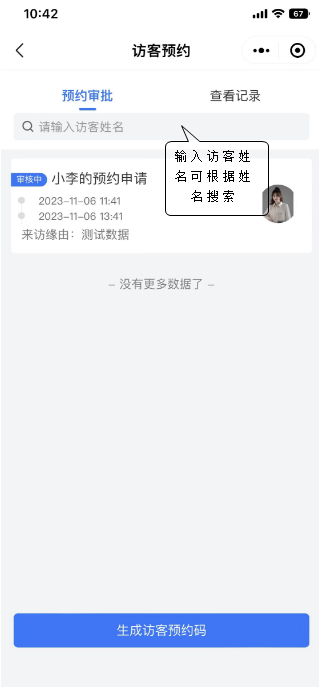 10:42
67
访客预约
预约审批
查看记录
请输入访客姓名
输入访客姓
名可根据姓
名搜索
审核中 小李的预约申请
2023-11-06 11:41
2023-11-06 13:41
来访缘由：测试数据
– 没有更多数据了 –
生成访客预约码